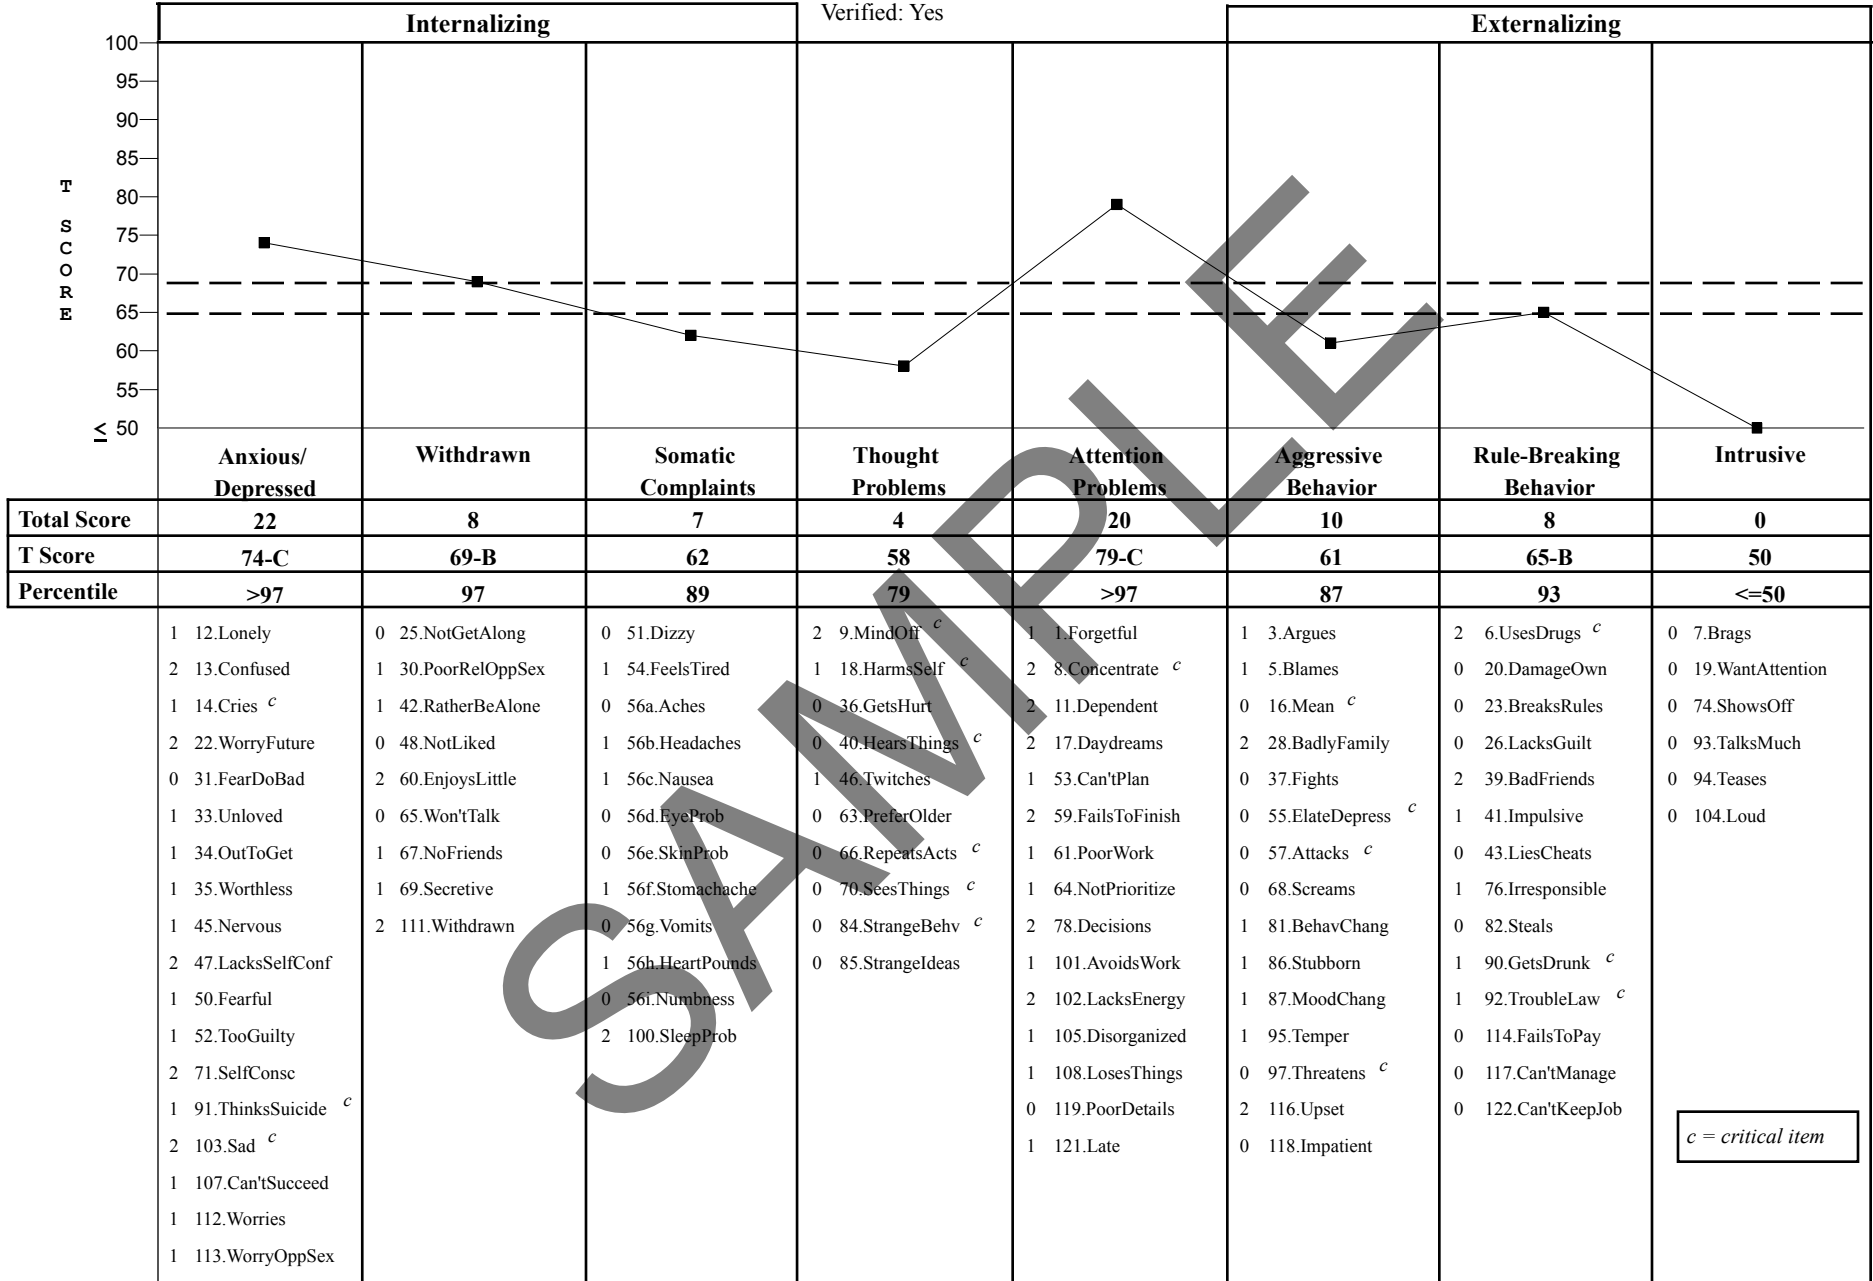 Internalizing
Verified: Yes
Externalizing
100
95
90
85
80
75
70
65
60
55
≤ 50
T SCORE
Anxious/ Depressed
Withdrawn
Somatic Complaints
Thought Problems
Attention Problems
Aggressive Behavior
Rule-Breaking Behavior
Intrusive
Total Score 22 8 7 4 20 10 8 0
T Score 74-C 69-B 62 58 79-C 61 65-B 50
Percentile >97 97 89 79 >97 87 93 <=50
1 12.Lonely
2 13.Confused
1 14.Cries c
2 22.WorryFuture
0 31.FearDoBad
1 33.Unloved
1 34.OutToGet
1 35.Worthless
1 45.Nervous
2 47.LacksSelfConf
1 50.Fearful
1 52.TooGuilty
2 71.SelfConsc
1 91.ThinksSuicide c
2 103.Sad c
1 107.Can'tSucceed
1 112.Worries
1 113.WorryOppSex
0 25.NotGetAlong
1 30.PoorRelOppSex
1 42.RatherBeAlone
0 48.NotLiked
2 60.EnjoysLittle
0 65.Won'tTalk
1 67.NoFriends
1 69.Secretive
2 111.Withdrawn
0 51.Dizzy
1 54.FeelsTired
0 56a.Aches
1 56b.Headaches
1 56c.Nausea
0 56d.EyeProb
0 56e.SkinProb
1 56f.Stomachache
0 56g.Vomits
1 56h.HeartPounds
0 56i.Numbness
2 100.SleepProb
2 9.MindOff c
1 18.HarmsSelf c
0 36.GetsHurt
0 40.HearsThings c
1 46.Twitches
0 63.PreferOlder
0 66.RepeatsActs c
0 70.SeesThings c
0 84.StrangeBehv c
0 85.StrangeIdeas
1 1.Forgetful
2 8.Concentrate c
2 11.Dependent
2 17.Daydreams
1 53.Can'tPlan
2 59.FailsToFinish
1 61.PoorWork
1 64.NotPrioritize
2 78.Decisions
1 101.AvoidsWork
2 102.LacksEnergy
1 105.Disorganized
1 108.LosesThings
0 119.PoorDetails
1 121.Late
1 3.Argues
1 5.Blames
0 16.Mean c
2 28.BadlyFamily
0 37.Fights
0 55.ElateDepress c
0 57.Attacks c
0 68.Screams
1 81.BehavChang
1 86.Stubborn
1 87.MoodChang
1 95.Temper
0 97.Threatens c
2 116.Upset
0 118.Impatient
2 6.UsesDrugs c
0 20.DamageOwn
0 23.BreaksRules
0 26.LacksGuilt
2 39.BadFriends
1 41.Impulsive
0 43.LiesCheats
1 76.Irresponsible
0 82.Steals
1 90.GetsDrunk c
1 92.TroubleLaw c
0 114.FailsToPay
0 117.Can'tManage
0 122.Can'tKeepJob
0 7.Brags
0 19.WantAttention
0 74.ShowsOff
0 93.TalksMuch
0 94.Teases
0 104.Loud
c = critical item
SAMPLE